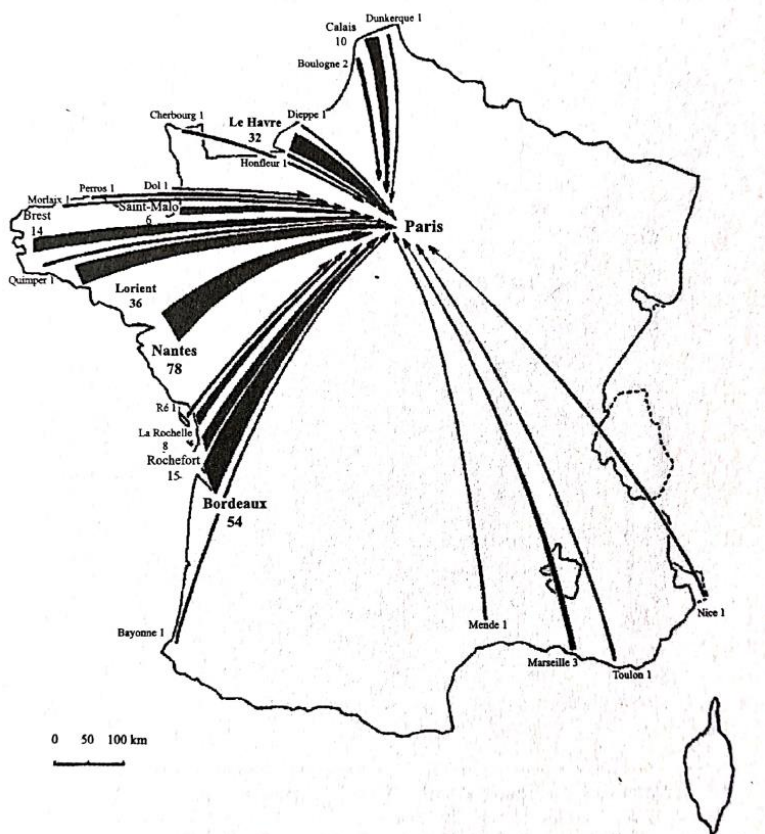 Dunkerque 1
Calais
10
Boulogne 2
Cherbourg 1
Le Havre
32
Dieppe 1
Honfleur 1
Perros 1
Dol 1
Morlaix 1
Saint-Malo
6
Brest
14
Paris
Quimper 1
Lorient
36
Nantes
78
Ré 1
La Rochelle
8
Rochefort
15
Bordeaux
54
Bayonne 1
Mende 1
Marseille 3
Toulon 1
Nice 1
0 50 100 km